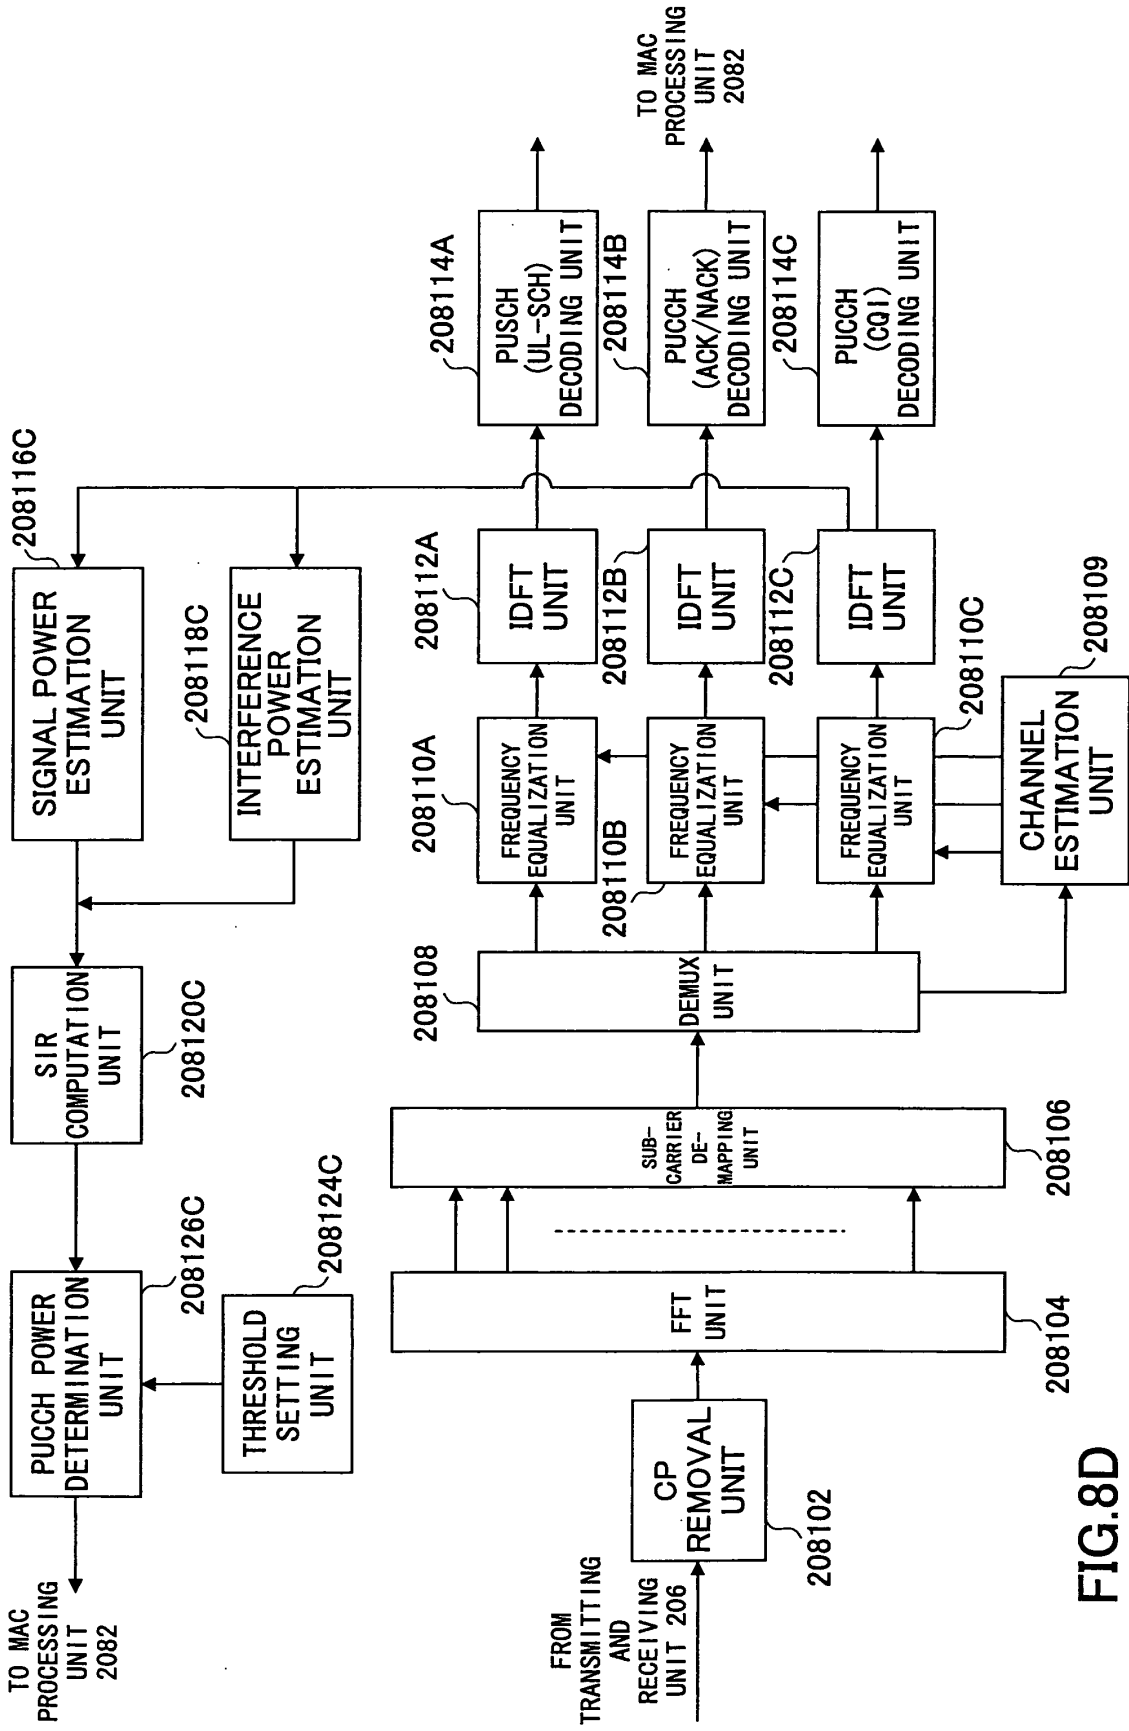 TO MAC
PROCESSING
UNIT
2082
PUCCH POWER
DETERMINATION
UNIT
208126C
THRESHOLD
SETTING
UNIT
208124C
SIR
COMPUTATION
UNIT
208120C
SIGNAL POWER
ESTIMATION
UNIT
208116C
INTERFERENCE
POWER
ESTIMATION
UNIT
208118C
FROM
TRANSMITTING
AND
RECEIVING
UNIT 206
CP
REMOVAL
UNIT
208102
FFT
UNIT
208104
SUB-
CARRIER
DE-
MAPPING
UNIT
208106
DEMUX
UNIT
208108
FREQUENCY
EQUALIZATION
UNIT
208110A
FREQUENCY
EQUALIZATION
UNIT
208110B
FREQUENCY
EQUALIZATION
UNIT
208110C
CHANNEL
ESTIMATION
UNIT
208109
IDFT
UNIT
208112A
IDFT
UNIT
208112B
IDFT
UNIT
208112C
PUSCH
(UL-SCH)
DECODING UNIT
208114A
PUCCH
(ACK/NACK)
DECODING UNIT
208114B
PUCCH
(CQI)
DECODING UNIT
208114C
TO MAC
PROCESSING
UNIT
2082
FIG.8D